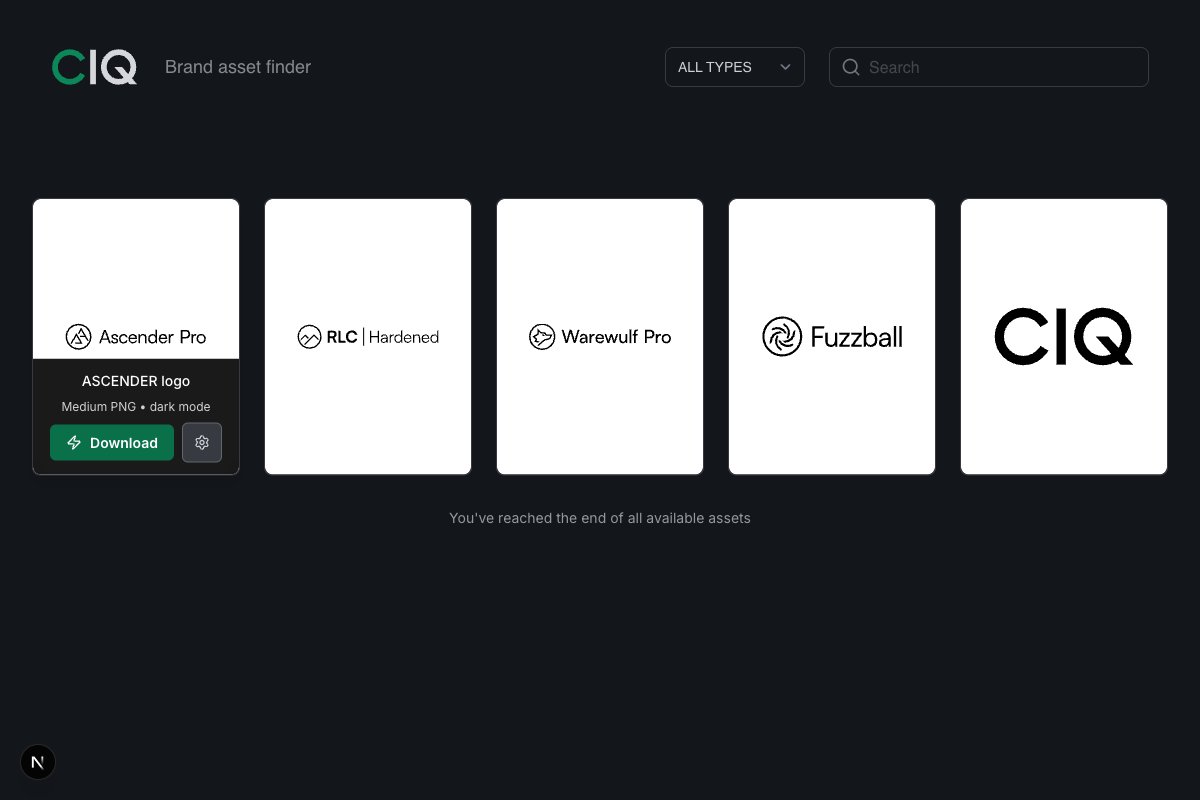 CIQ
Brand asset finder
ALL TYPES
Search
Ascender Pro
RLC | Hardened
Warewulf Pro
Fuzzball
CIQ
ASCENDER logo
Medium PNG • dark mode
Download
You've reached the end of all available assets
N